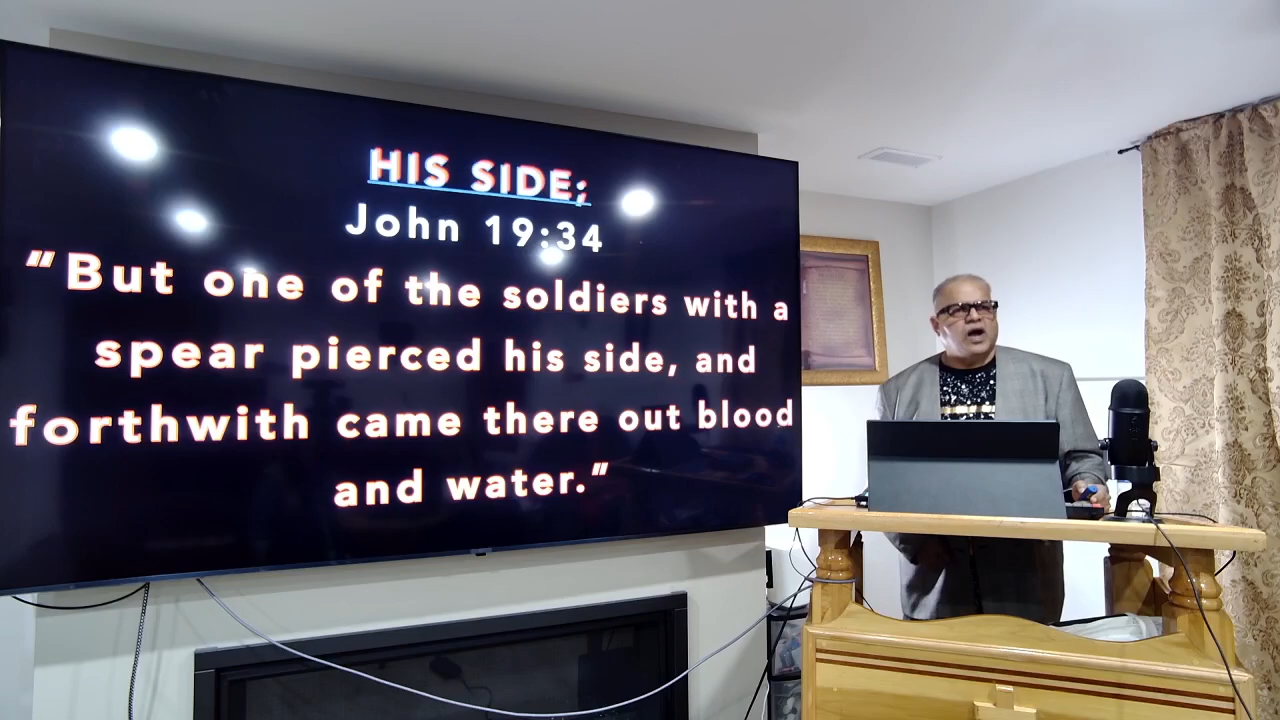 HIS SIDE;
John 19:34
"But one of the soldiers with a
spear pierced his side, and
forthwith came there out blood
and water."